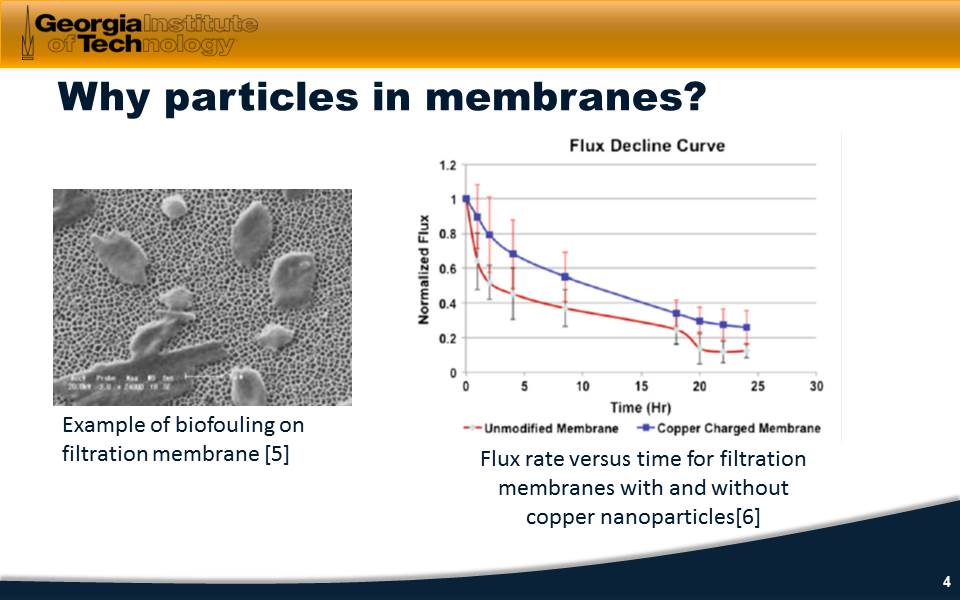 Georgia Institute
of Technology
Why particles in membranes?
Example of biofouling on
filtration membrane [5]
Flux Decline Curve
Normalized Flux
1.2
1
0.8
0.6
0.4
0.2
0
0 5 10 15 20 25 30
Time (Hr)
Unmodified Membrane Copper Charged Membrane
Flux rate versus time for filtration
membranes with and without
copper nanoparticles[6]
4